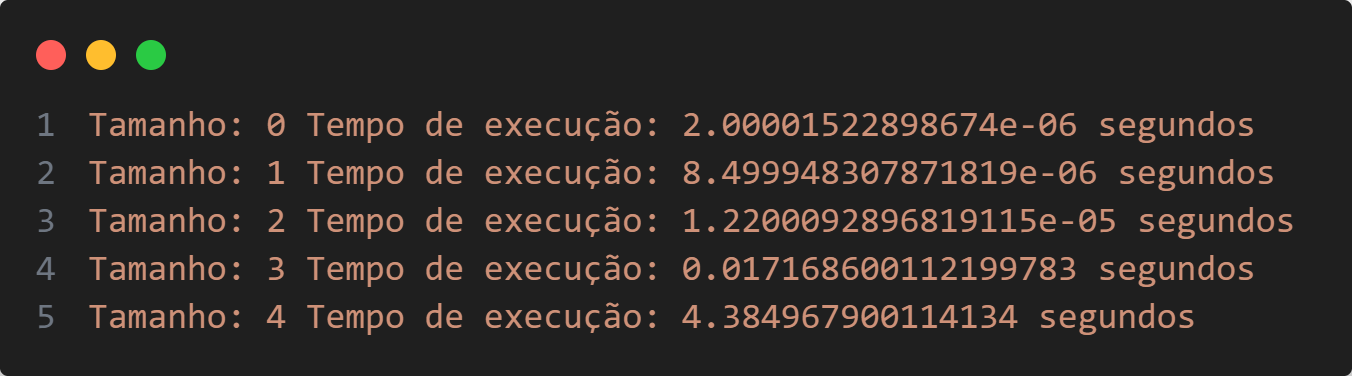 1 Tamanho: 0 Tempo de execução: 2.00001522898674e-06 segundos
2 Tamanho: 1 Tempo de execução: 8.499948307871819e-06 segundos
3 Tamanho: 2 Tempo de execução: 1.2200092896819115e-05 segundos
4 Tamanho: 3 Tempo de execução: 0.017168600112199783 segundos
5 Tamanho: 4 Tempo de execução: 4.384967900114134 segundos